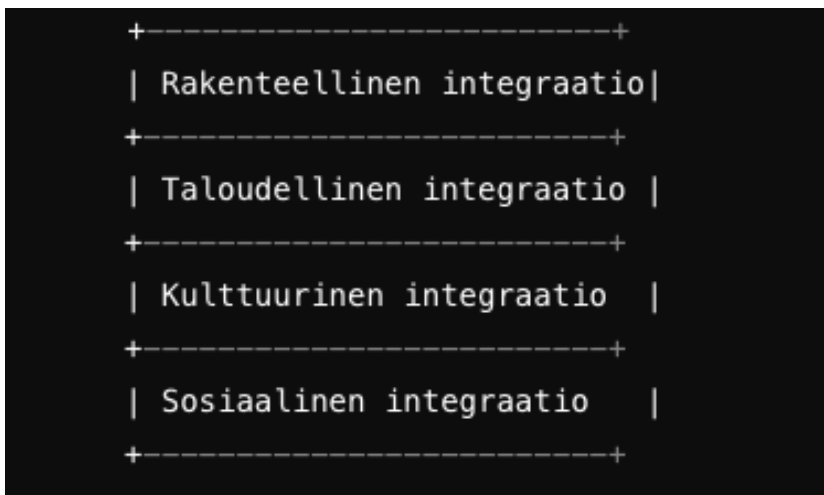 +-------------------------+
| Rakenteellinen integraatio|
+-------------------------+
| Taloudellinen integraatio |
+-------------------------+
| Kulttuurinen integraatio  |
+-------------------------+
| Sosiaalinen integraatio   |
+-------------------------+